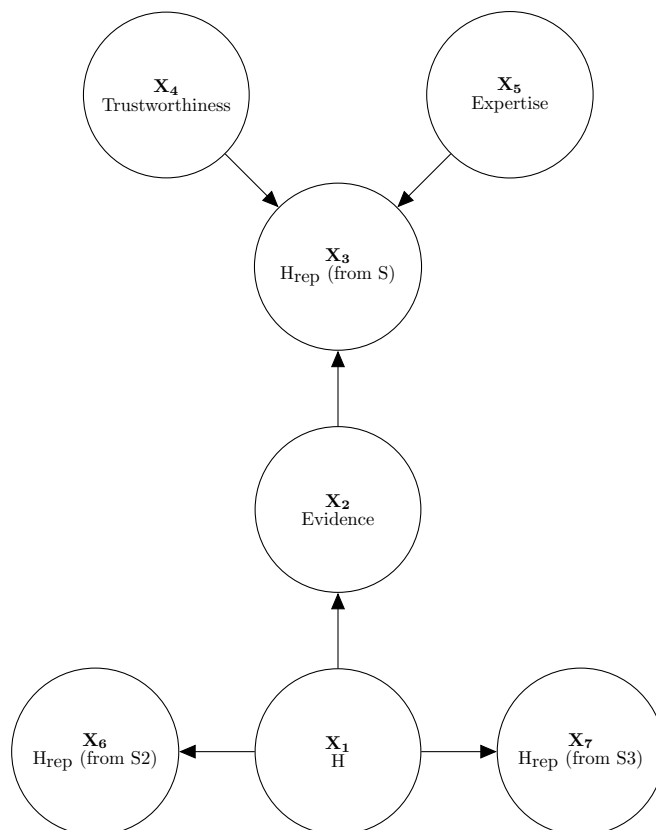 X4
Trustworthiness
X5
Expertise
X3
Hrep (from S)
X2
Evidence
X6
Hrep (from S2)
X1
H
X7
Hrep (from S3)